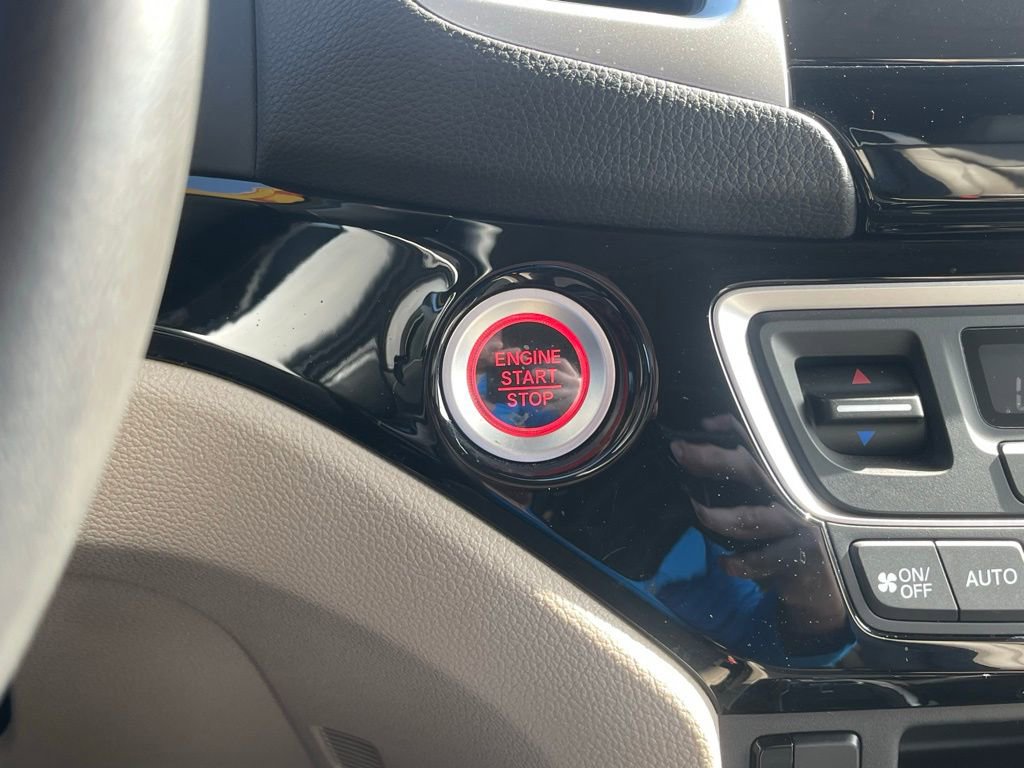 ENGINE
START
STOP
ON/
OFF
AUTO